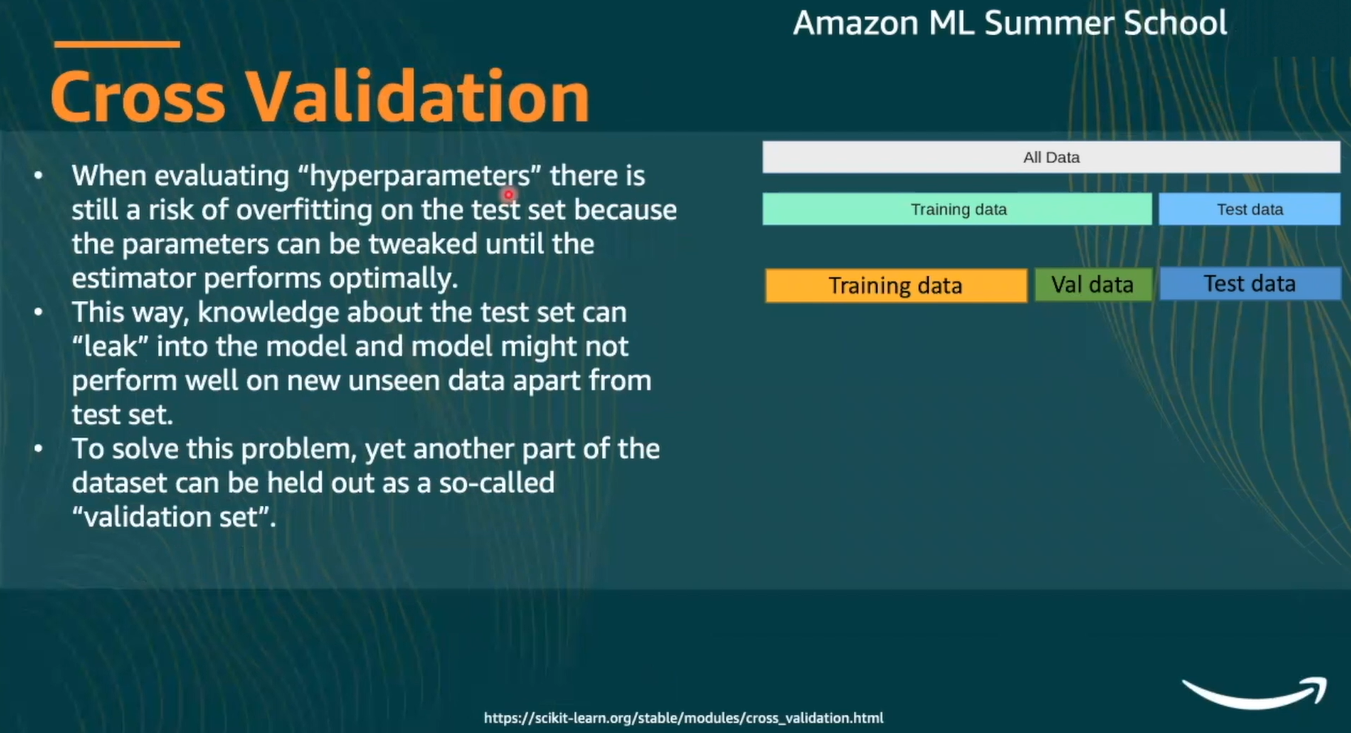 Amazon ML Summer School
Cross Validation
• When evaluating “hyperparameters” there is
still a risk of overfitting on the test set because
the parameters can be tweaked until the
estimator performs optimally.
• This way, knowledge about the test set can
“leak” into the model and model might not
perform well on new unseen data apart from
test set.
• To solve this problem, yet another part of the
dataset can be held out as a so-called
“validation set”.
All Data
Training data Test data
Training data Val data Test data
https://scikit-learn.org/stable/modules/cross_validation.html